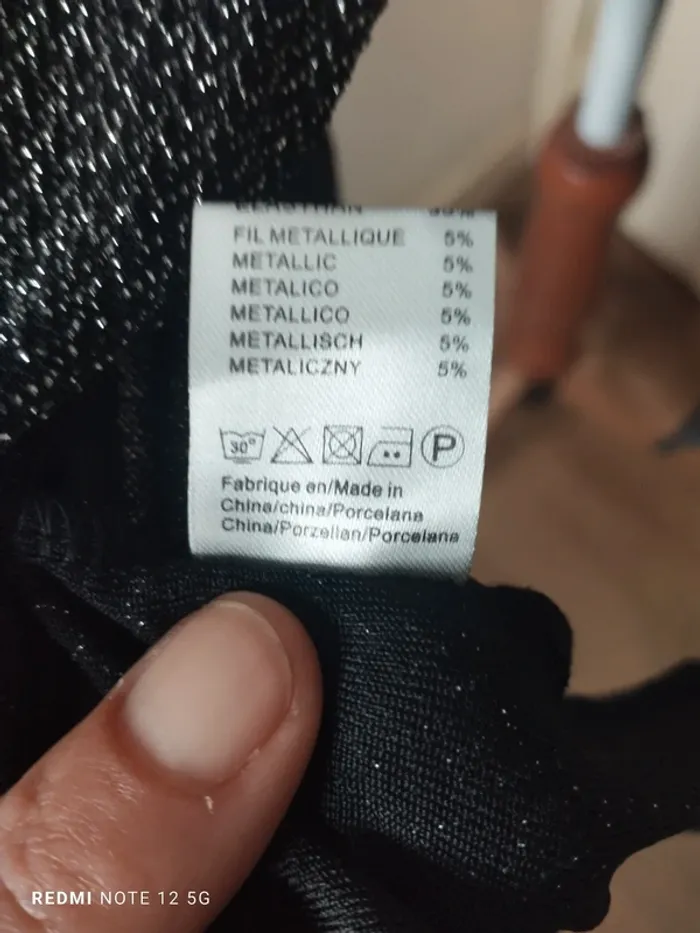 FIL METALLIQUE 5%
METALLIC 5%
METALICO 5%
METALLICO 5%
METALLISCH 5%
METALICZNY 5%
30°
P
Fabrique en/Made in
China/china/Porcelana
China/Porzellan/Porcelana
REDMI NOTE 12 5G